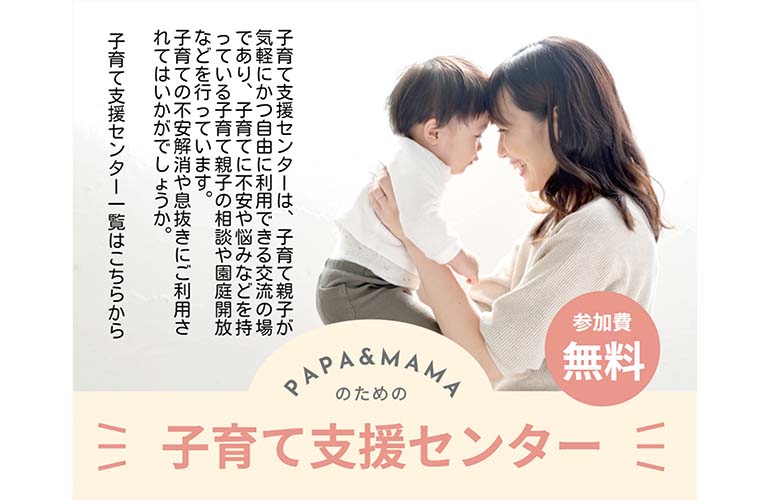 子育て支援センターは、子育て親子が
気軽にかつ自由に利用できる交流の場
であり、子育てに不安や悩みなどを持
っている子育て親子の相談や園庭開放
などを行っています。
子育ての不安解消や息抜きにご利用さ
れてはいかがでしょうか。
子育て支援センター一覧はこちらから
参加費
無料
PAPA&MAMA
のための
子育て支援センター